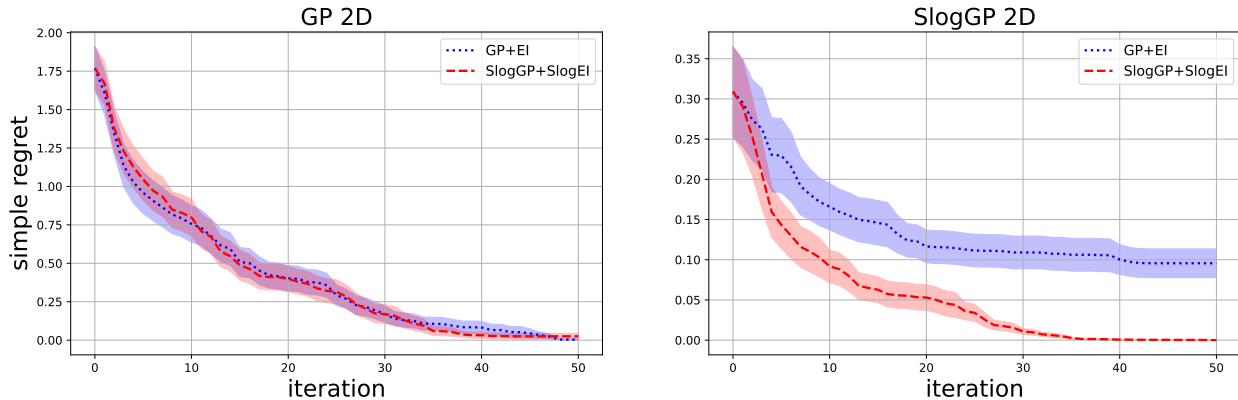 GP 2D
simple regret
2.00
1.75
1.50
1.25
1.00
0.75
0.50
0.25
0.00
GP+EI
SlogGP+SlogEI
0 10 20 30 40 50
iteration
SlogGP 2D
0.35
0.30
0.25
0.20
0.15
0.10
0.05
0.00
GP+EI
SlogGP+SlogEI
0 10 20 30 40 50
iteration